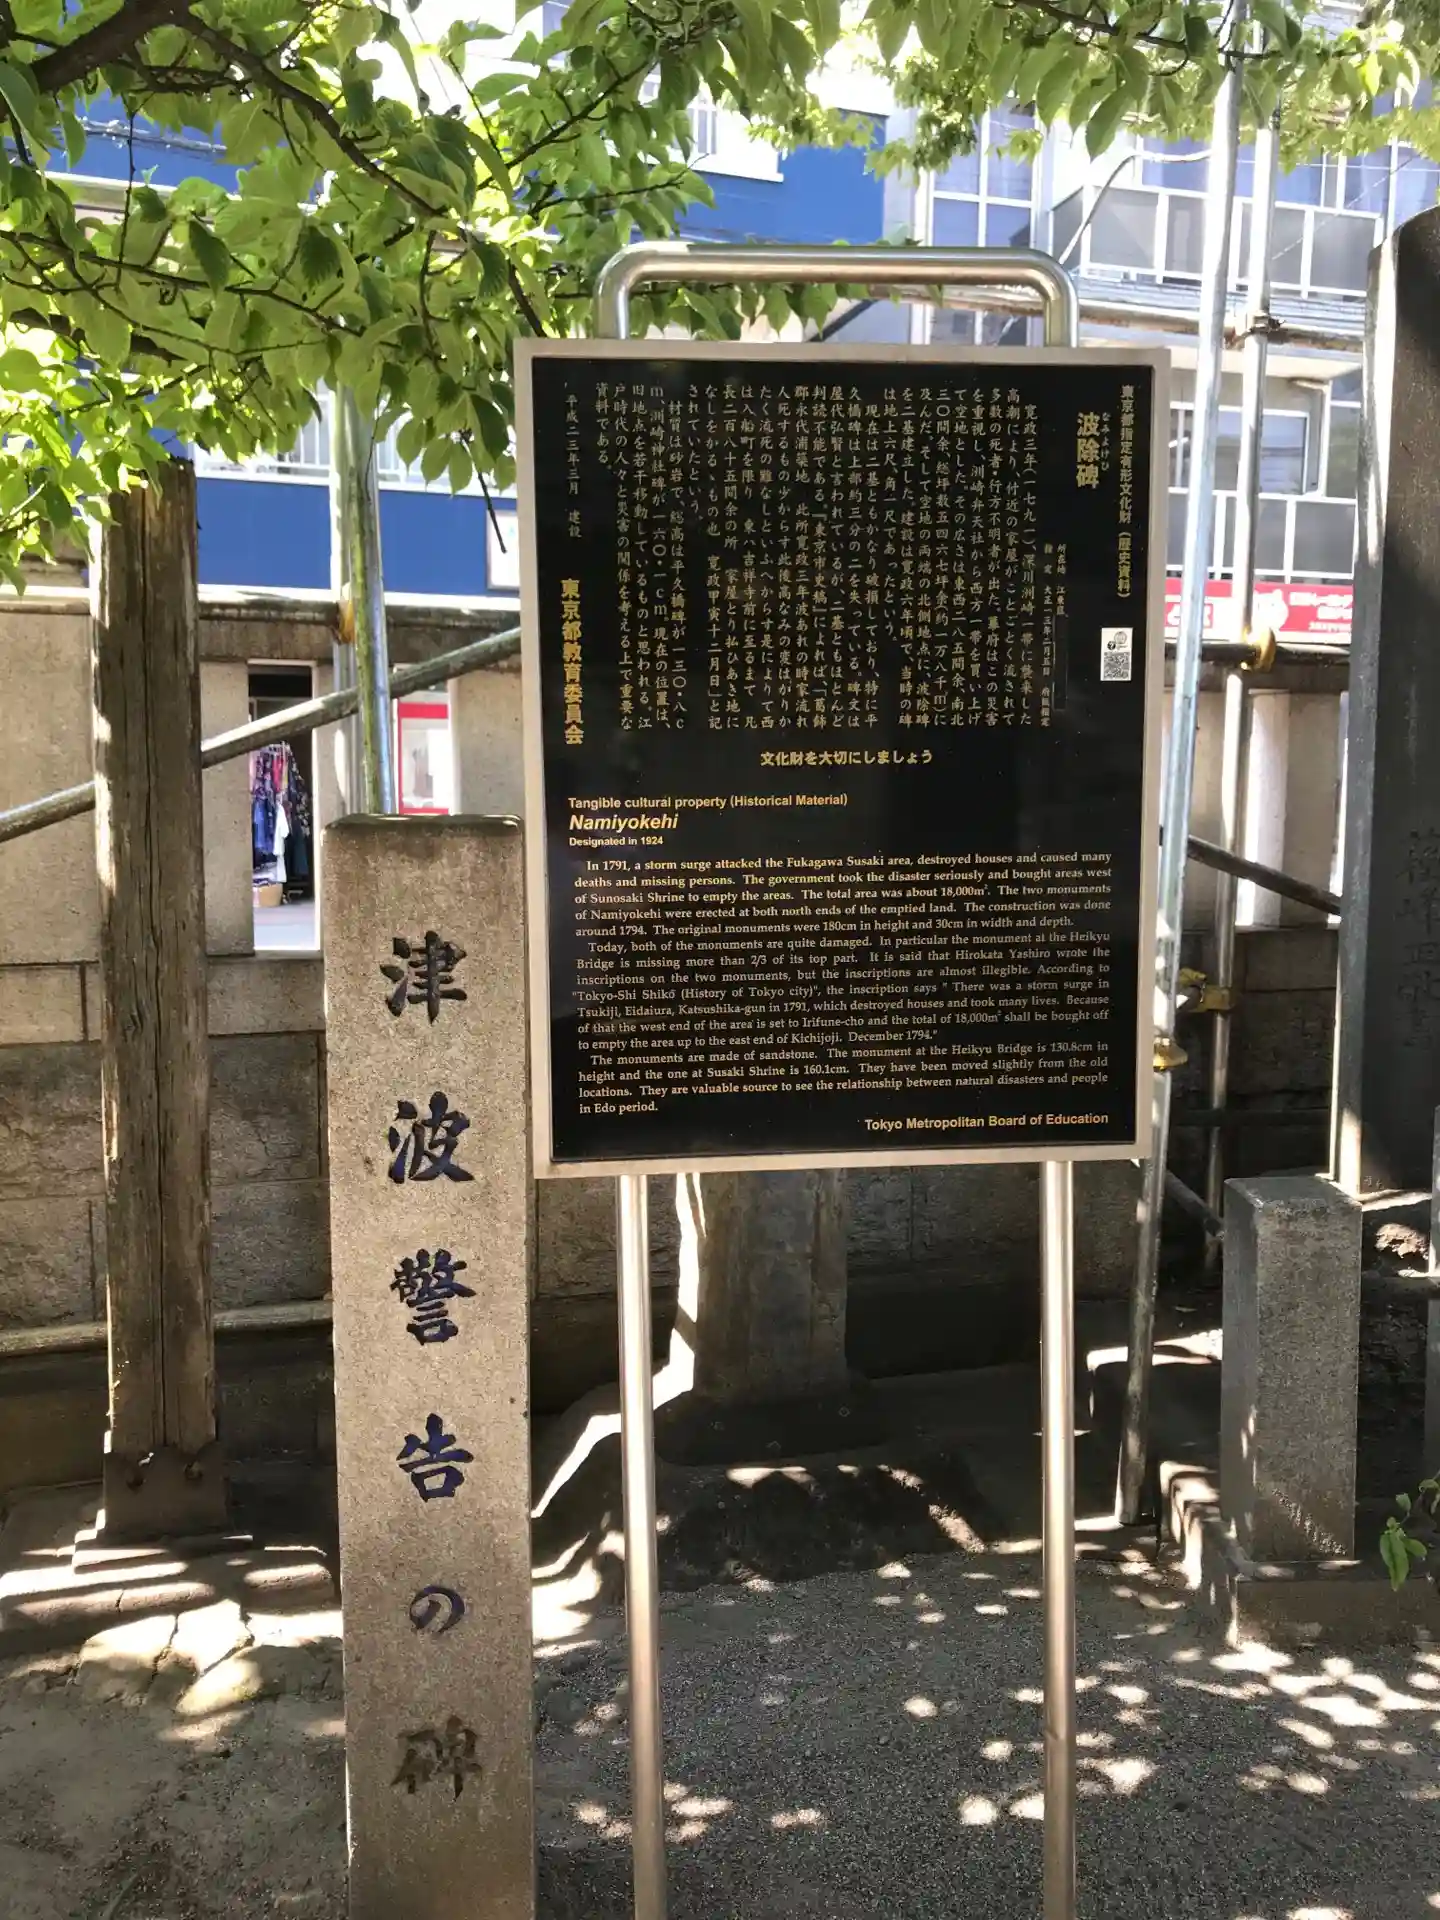 東京都指定有形文化財（歴史資料）
なみよけひ
波除碑
所在地　江東区
指　定　大正一三年二月五日　府仮指定
寛政三年（一七九一）、深川洲崎一帯に襲来した
高潮により、付近の家屋がことごとく流されて
多数の死者・行方不明者が出た。幕府はこの災害
を重視し、洲崎弁天社から西方一帯を買い上げ
て空地とした。その広さは東西二八五間余、南北
三〇間余、総坪数五四六七坪余（約一万八千㎡）に
及んだ。そして空地の両端の北側地点に、波除碑
を二基建立した。建設は寛政六年頃で、当時の碑
は地上六尺、角一尺であったという。
現在は二基ともかなり破損しており、特に平
久橋碑は上部約三分の二を失っている。碑文は
屋代弘賢と言われているが、二基ともほとんど
判読不能である。「東京市史稿」によれば、「葛飾
郡永代浦築地　此所寛政三年波あれの時家流れ
人死するもの少からす此後高なみの変はがりか
たく流死の難なしといふへからす是によりて西
は入船町を限り　東ハ吉祥寺前に至るまて　凡
長二百八十五間余の所　家居とり払ひあき地に
なしをかるゝもの也　寛政甲寅十二月日」と記
されていたという。
材質は砂岩で、総高は平久橋碑が一三〇・八ｃ
ｍ、洲崎神社碑が一六〇・一ｃｍ。現在の位置は、
旧地点を若干移動しているものと思われる。江
戸時代の人々と災害の関係を考える上で重要な
資料である。
平成二三年三月　建設
東京都教育委員会
文化財を大切にしましょう
Tangible cultural property (Historical Material)
Namiyokehi
Designated in 1924
In 1791, a storm surge attacked the Fukagawa Susaki area, destroyed houses and caused many
deaths and missing persons. The government took the disaster seriously and bought areas west
of Sunosaki Shrine to empty the areas. The total area was about 18,000m². The two monuments
of Namiyokehi were erected at both north ends of the emptied land. The construction was done
around 1794. The original monuments were 180cm in height and 30cm in width and depth.
Today, both of the monuments are quite damaged. In particular the monument at the Heikyu
Bridge is missing more than 2/3 of its top part. It is said that Hirokata Yashiro wrote the
inscriptions on the two monuments, but the inscriptions are almost illegible. According to
"Tokyo-Shi Shikō (History of Tokyo city)", the inscription says " There was a storm surge in
Tsukiji, Eidaiura, Katsushika-gun in 1791, which destroyed houses and took many lives. Because
of that the west end of the area is set to Irifune-cho and the total of 18,000m² shall be bought off
to empty the area up to the east end of Kichijoji. December 1794."
The monuments are made of sandstone. The monument at the Heikyu Bridge is 130.8cm in
height and the one at Susaki Shrine is 160.1cm. They have been moved slightly from the old
locations. They are valuable source to see the relationship between natural disasters and people
in Edo period.
Tokyo Metropolitan Board of Education
津波警告の碑